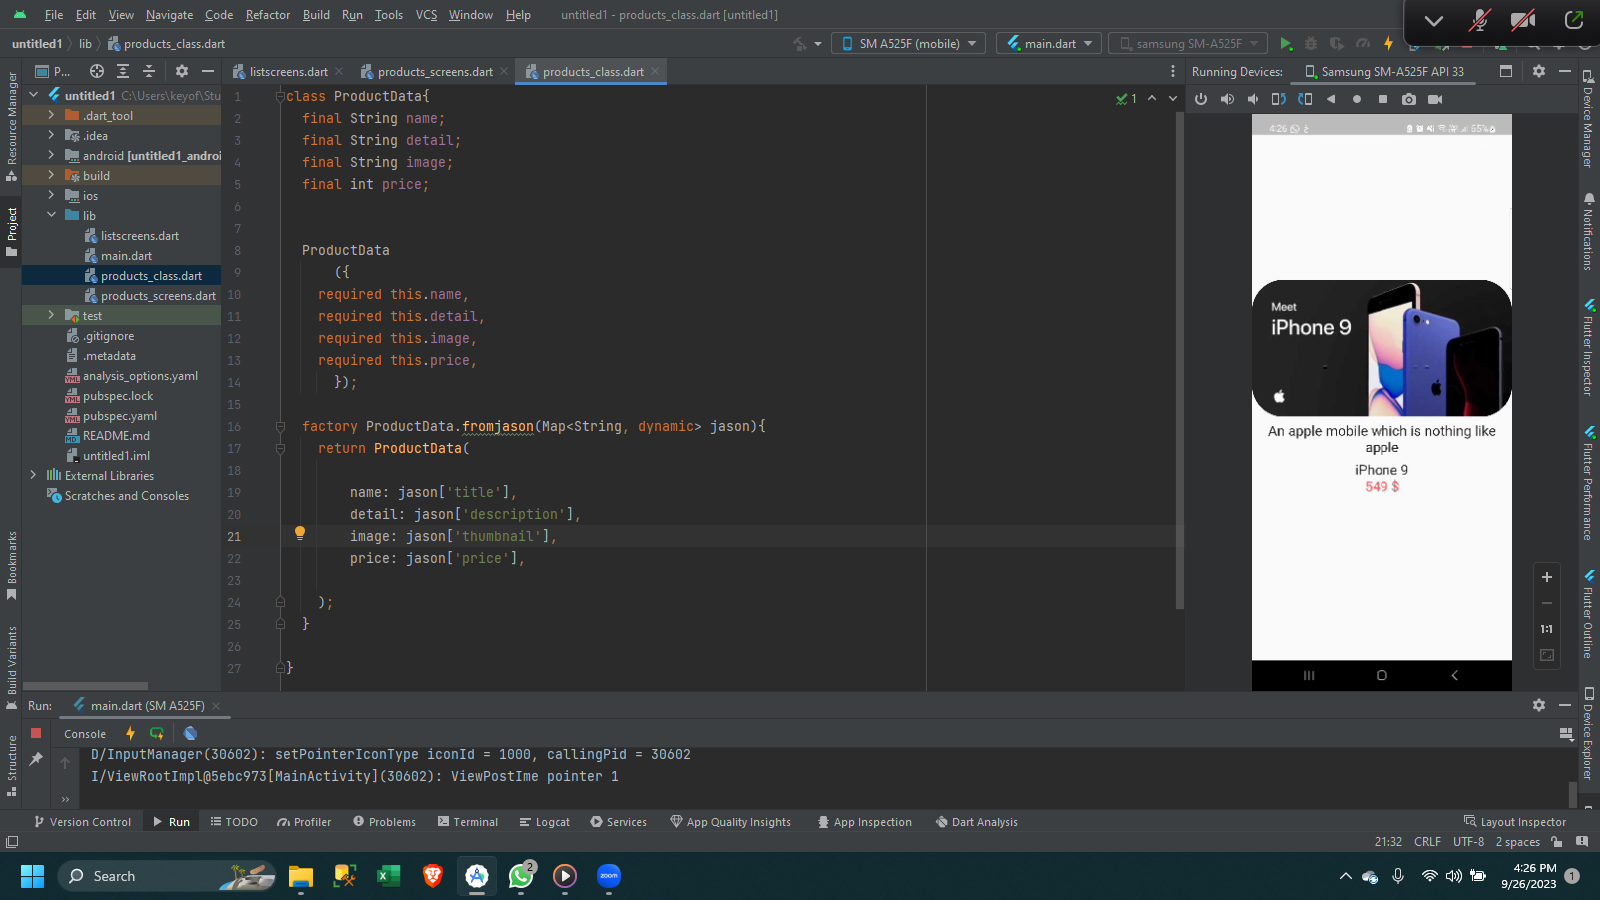 File Edit View Navigate Code Refactor Build Run Tools VCS Window Help untitled1 - products_class.dart [untitled1]
untitled1 lib products_class.dart
SM A525F (mobile) main.dart samsung SM-A525F
P... listscreens.dart products_screens.dart products_class.dart
Running Devices: Samsung SM-A525F API 33
Resource Manager
Project
Bookmarks
Build Variants
Structure
untitled1 C:\Users\keyof\Stu
.dart_tool
.idea
android [untitled1_androi
build
ios
lib
listscreens.dart
main.dart
products_class.dart
products_screens.dart
test
.gitignore
.metadata
analysis_options.yaml
pubspec.lock
pubspec.yaml
README.md
untitled1.iml
External Libraries
Scratches and Consoles
1 class ProductData{
2 final String name;
3 final String detail;
4 final String image;
5 final int price;
6
7
8 ProductData
9 ({
10 required this.name,
11 required this.detail,
12 required this.image,
13 required this.price,
14 });
15
16 factory ProductData.fromjason(Map<String, dynamic> jason){
17 return ProductData(
18
19 name: jason['title'],
20 detail: jason['description'],
21 image: jason['thumbnail'],
22 price: jason['price'],
23
24 );
25 }
26
27 }
1
4:26 55%
Meet
iPhone 9
An apple mobile which is nothing like
apple
iPhone 9
549 $
1:1
Device Manager
Notifications
Flutter Inspector
Flutter Performance
Flutter Outline
Device Explorer
Run: main.dart (SM A525F)
Console
D/InputManager(30602): setPointerIconType iconId = 1000, callingPid = 30602
I/ViewRootImpl@5ebc973[MainActivity](30602): ViewPostIme pointer 1
Version Control Run TODO Profiler Problems Terminal Logcat Services App Quality Insights App Inspection Dart Analysis Layout Inspector
21:32 CRLF UTF-8 2 spaces
Search
2
zoom
4:26 PM
9/26/2023
1